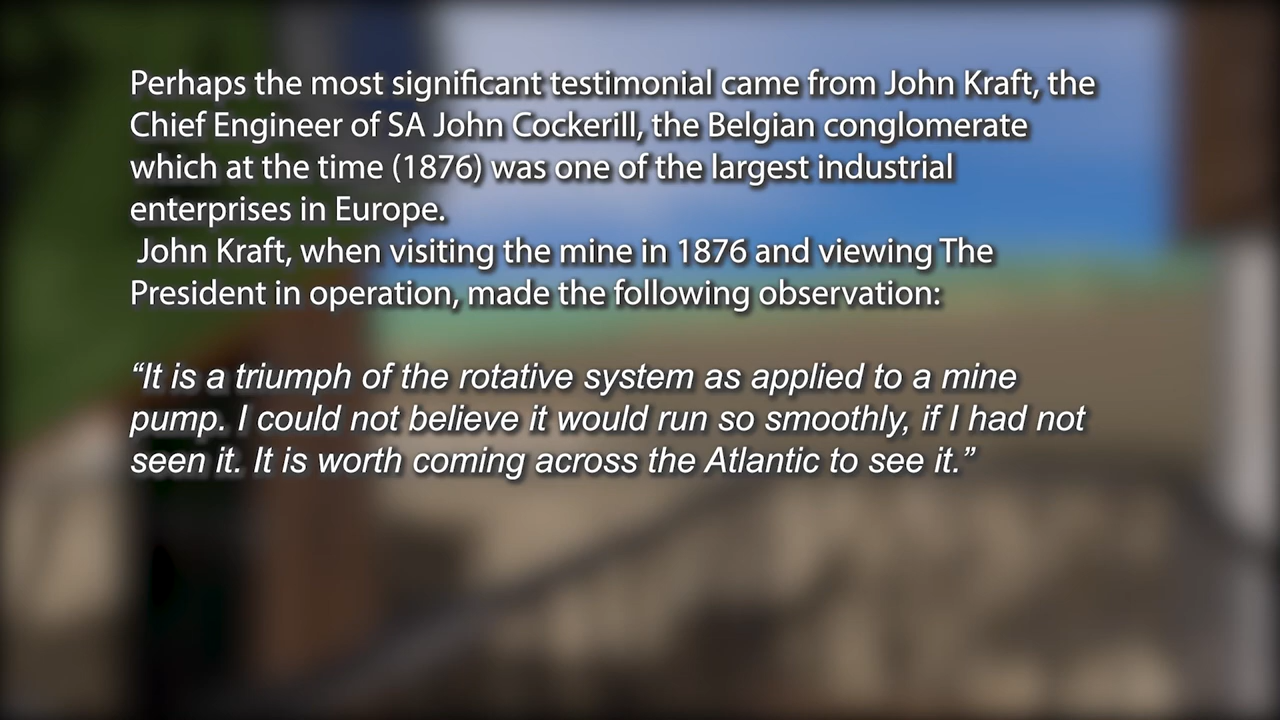 Perhaps the most significant testimonial came from John Kraft, the
Chief Engineer of SA John Cockerill, the Belgian conglomerate
which at the time (1876) was one of the largest industrial
enterprises in Europe.
John Kraft, when visiting the mine in 1876 and viewing The
President in operation, made the following observation:
“It is a triumph of the rotative system as applied to a mine
pump. I could not believe it would run so smoothly, if I had not
seen it. It is worth coming across the Atlantic to see it.”